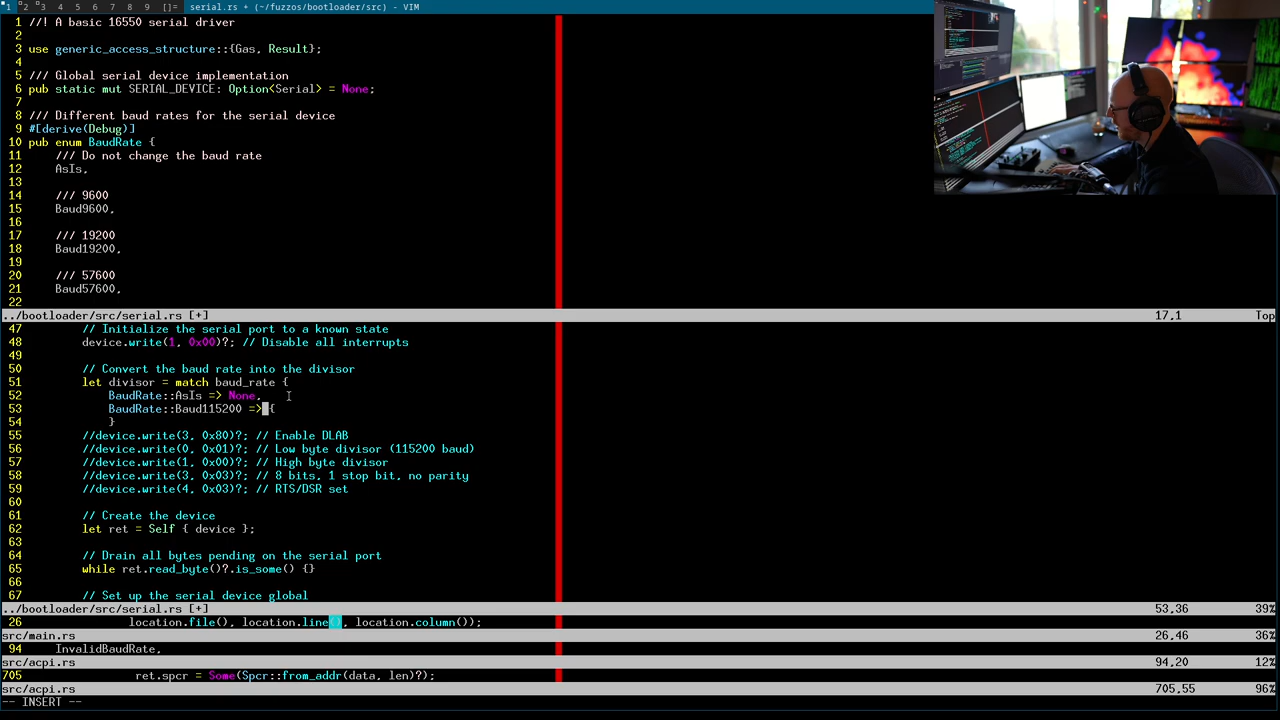 1 2 3 4 5 6 7 8 9 []= serial.rs + (~/fuzzos/bootloader/src) - VIM
1 //! A basic 16550 serial driver
2
3 use generic_access_structure::{Gas, Result};
4
5 /// Global serial device implementation
6 pub static mut SERIAL_DEVICE: Option<Serial> = None;
7
8 /// Different baud rates for the serial device
9 #[derive(Debug)]
10 pub enum BaudRate {
11     /// Do not change the baud rate
12     AsIs,
13
14     /// 9600
15     Baud9600,
16
17     /// 19200
18     Baud19200,
19
20     /// 57600
21     Baud57600,
22
../bootloader/src/serial.rs [+] 17,1 Top
47         // Initialize the serial port to a known state
48         device.write(1, 0x00)?; // Disable all interrupts
49
50         // Convert the baud rate into the divisor
51         let divisor = match baud_rate {
52             BaudRate::AsIs => None,
53             BaudRate::Baud115200 => {
54             }
55         //device.write(3, 0x80)?; // Enable DLAB
56         //device.write(0, 0x01)?; // Low byte divisor (115200 baud)
57         //device.write(1, 0x00)?; // High byte divisor
58         //device.write(3, 0x03)?; // 8 bits, 1 stop bit, no parity
59         //device.write(4, 0x03)?; // RTS/DSR set
60
61         // Create the device
62         let ret = Self { device };
63
64         // Drain all bytes pending on the serial port
65         while ret.read_byte()?.is_some() {}
66
67         // Set up the serial device global
../bootloader/src/serial.rs [+] 53,36 39%
26                location.file(), location.line(), location.column());
src/main.rs 26,46 36%
94     InvalidBaudRate,
src/acpi.rs 94,20 12%
705                 ret.spcr = Some(Spcr::from_addr(data, len)?);
src/acpi.rs 705,55 96%
-- INSERT --